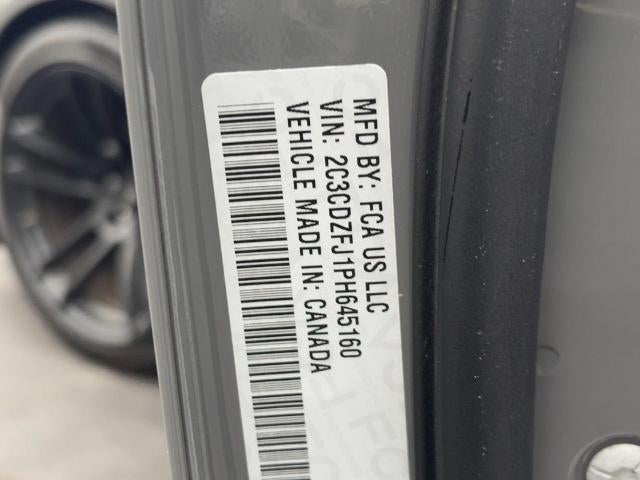 MFD BY: FCA US LLC
VIN: 2C3CDZFJ1PH645160
VEHICLE MADE IN: CANADA